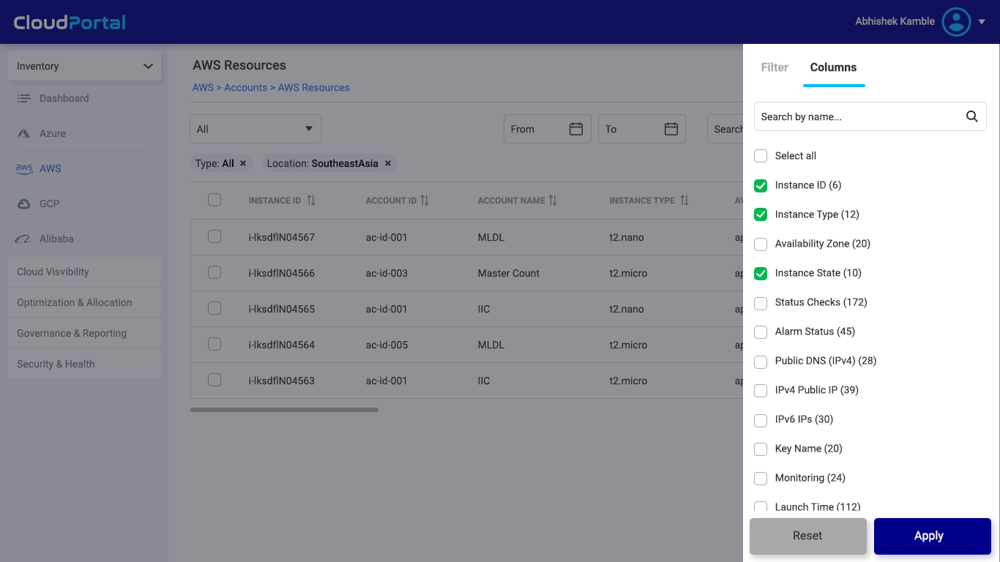 CloudPortal
Abhishek Kamble
Inventory
Dashboard
Azure
aws AWS
GCP
Alibaba
Cloud Visvibility
Optimization & Allocation
Governance & Reporting
Security & Health
AWS Resources
AWS > Accounts > AWS Resources
All
From
To
Search
Type: All ×
Location: SoutheastAsia ×
INSTANCE ID ACCOUNT ID ACCOUNT NAME INSTANCE TYPE AV
i-lksdflN04567 ac-id-001 MLDL t2.nano ap
i-lksdflN04566 ac-id-003 Master Count t2.micro ap
i-lksdflN04565 ac-id-001 IIC t2.nano ap
i-lksdflN04564 ac-id-005 MLDL t2.micro ap
i-lksdflN04563 ac-id-001 IIC t2.micro ap
Filter Columns
Search by name...
Select all
Instance ID (6)
Instance Type (12)
Availability Zone (20)
Instance State (10)
Status Checks (172)
Alarm Status (45)
Public DNS (IPv4) (28)
IPv4 Public IP (39)
IPv6 IPs (30)
Key Name (20)
Monitoring (24)
Launch Time (112)
Reset Apply